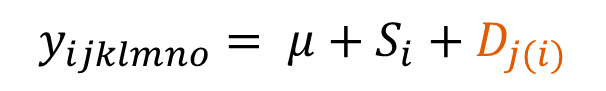 y_{ijklmno} = μ + S_i + D_{j(i)}